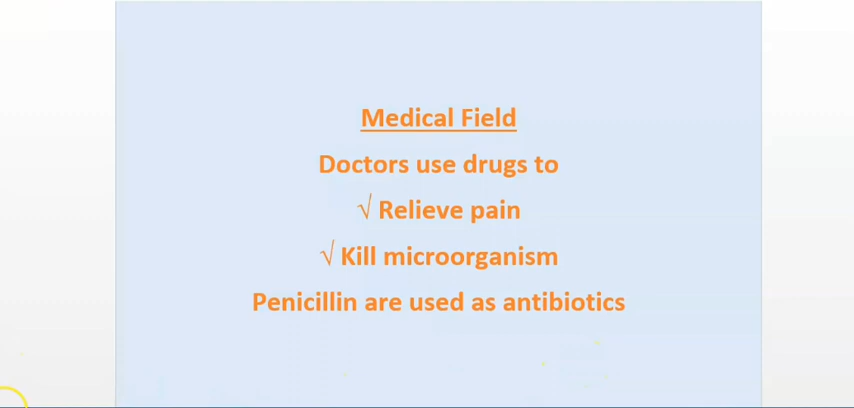 Medical Field
Doctors use drugs to
√ Relieve pain
√ Kill microorganism
Penicillin are used as antibiotics